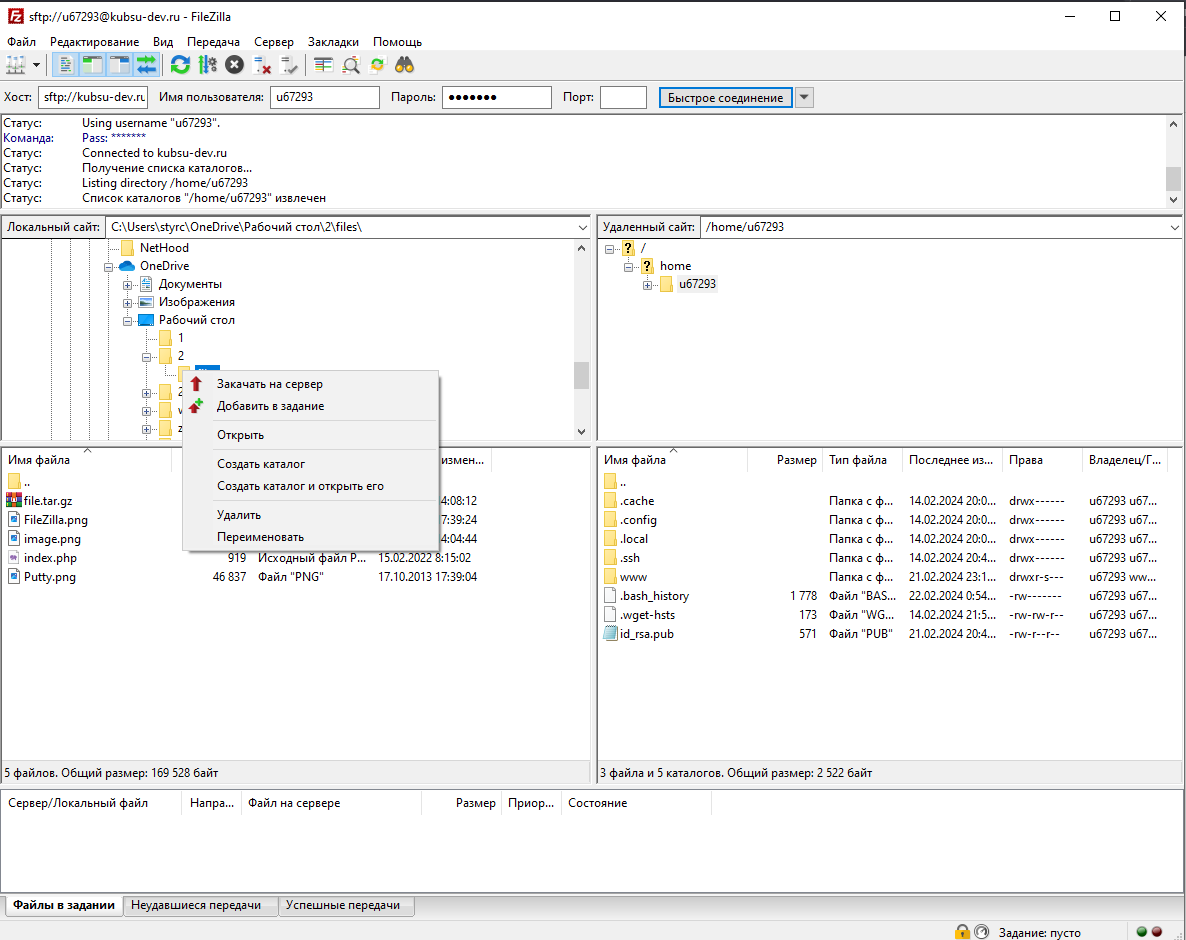 sftp://u67293@kubsu-dev.ru - FileZilla
Файл Редактирование Вид Передача Сервер Закладки Помощь
Хост: sftp://kubsu-dev.ru Имя пользователя: u67293 Пароль: ●●●●●●● Порт: Быстрое соединение
Статус: Using username "u67293".
Команда: Pass: *******
Статус: Connected to kubsu-dev.ru
Статус: Получение списка каталогов...
Статус: Listing directory /home/u67293
Статус: Список каталогов "/home/u67293" извлечен
Локальный сайт: C:\Users\styrc\OneDrive\Рабочий стол\2\files\
NetHood
OneDrive
Документы
Изображения
Рабочий стол
1
2
2
Закачать на сервер
Добавить в задание
Открыть
Создать каталог
Создать каталог и открыть его
Удалить
Переименовать
Имя файла измен...
..
file.tar.gz 4:08:12
FileZilla.png 7:39:24
image.png 4:04:44
index.php 919 Исходный файл P... 15.02.2022 8:15:02
Putty.png 46 837 Файл "PNG" 17.10.2013 17:39:04
5 файлов. Общий размер: 169 528 байт
Удаленный сайт: /home/u67293
? /
? home
u67293
Имя файла Размер Тип файла Последнее из... Права Владелец/Г...
..
.cache Папка с ф... 14.02.2024 20:0... drwx------ u67293 u67...
.config Папка с ф... 14.02.2024 20:0... drwx------ u67293 u67...
.local Папка с ф... 14.02.2024 20:0... drwx------ u67293 u67...
.ssh Папка с ф... 21.02.2024 20:4... drwx------ u67293 u67...
www Папка с ф... 21.02.2024 23:1... drwxr-s--- u67293 ww...
.bash_history 1 778 Файл "BAS... 22.02.2024 0:54... -rw------- u67293 u67...
.wget-hsts 173 Файл "WG... 14.02.2024 21:5... -rw-rw-r-- u67293 u67...
id_rsa.pub 571 Файл "PUB" 21.02.2024 20:4... -rw-r--r-- u67293 u67...
3 файла и 5 каталогов. Общий размер: 2 522 байт
Сервер/Локальный файл Напра... Файл на сервере Размер Приор... Состояние
Файлы в задании Неудавшиеся передачи Успешные передачи
Задание: пусто